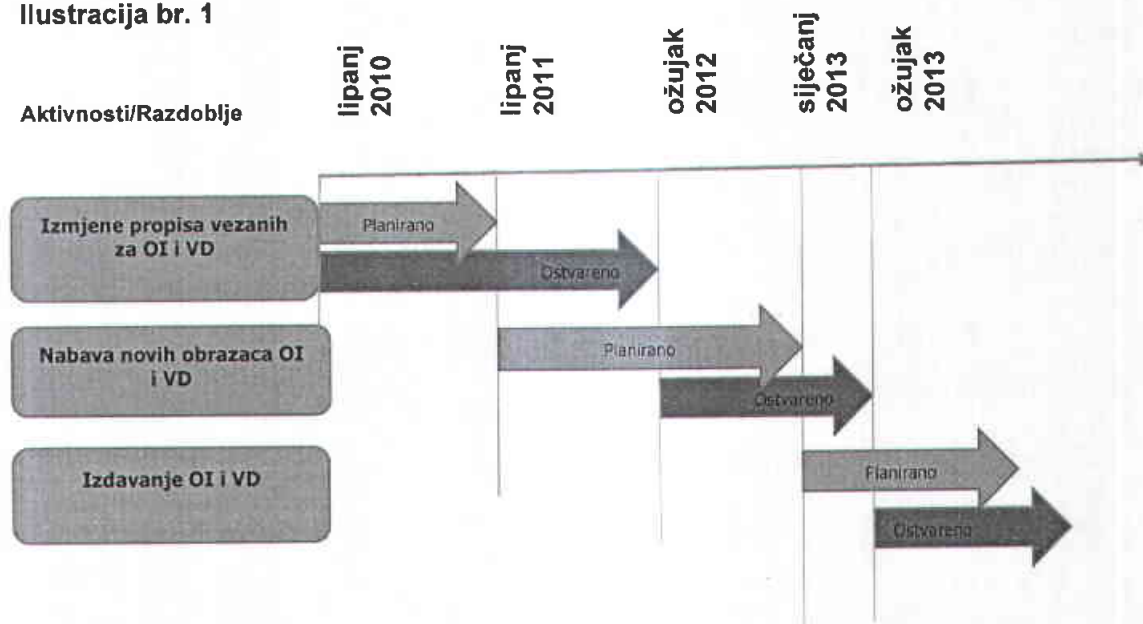 Ilustracija br. 1
Aktivnosti/Razdoblje
lipanj
2010
lipanj
2011
ožujak
2012
siječanj
2013
ožujak
2013
Izmjene propisa vezanih
za OI i VD
Planirano
Ostvareno
Nabava novih obrazaca OI
i VD
Planirano
Ostvareno
Izdavanje OI i VD
Planirano
Ostvareno